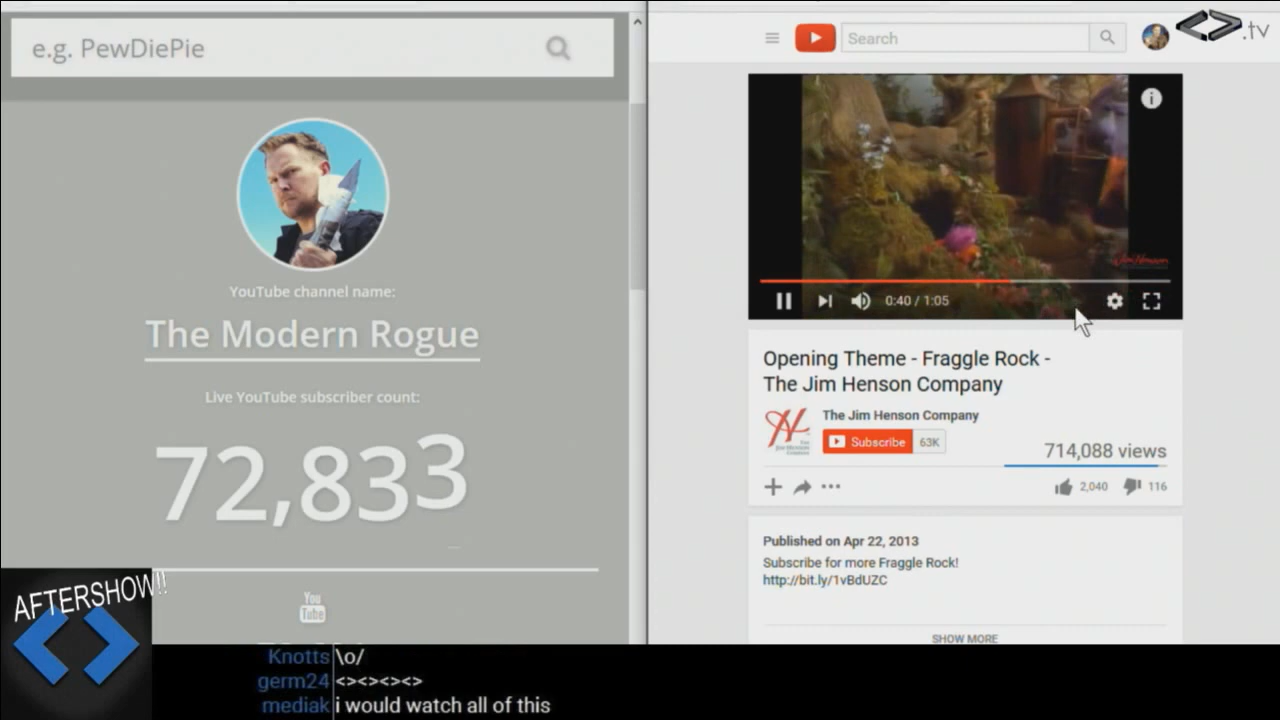 e.g. PewDiePie
YouTube channel name:
The Modern Rogue
Live YouTube subscriber count:
72,833
You
Tube
AFTERSHOW!!
Search
<>.tv
Jim Henson
0:40 / 1:05
Opening Theme - Fraggle Rock -
The Jim Henson Company
The Jim Henson Company
Subscribe 63K
714,088 views
2,040 116
Published on Apr 22, 2013
Subscribe for more Fraggle Rock!
http://bit.ly/1vBdUZC
SHOW MORE
Knotts \o/
germ24 <><><><>
mediak i would watch all of this